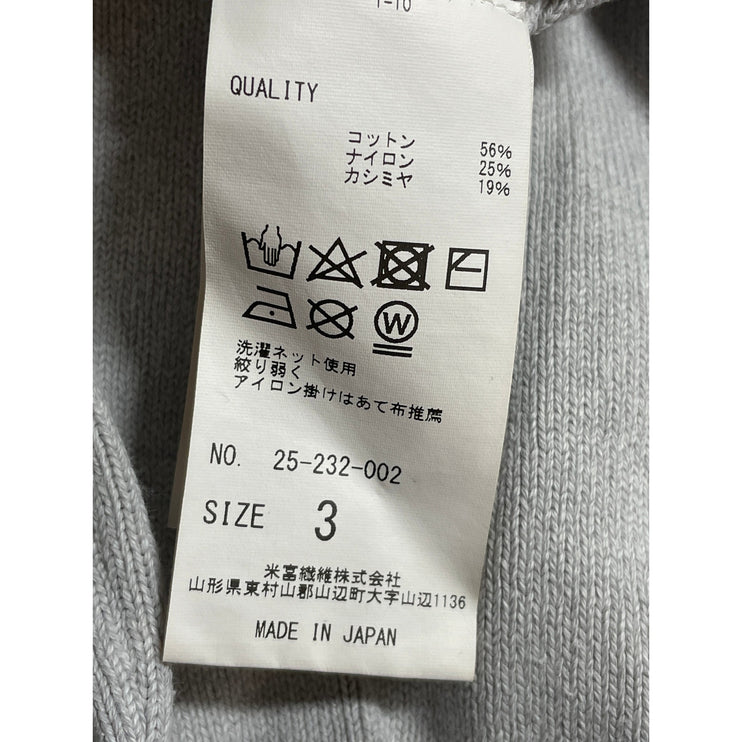 1-10
QUALITY
コットン 56%
ナイロン 25%
カシミヤ 19%
W
洗濯ネット使用
絞り弱く
アイロン掛けはあて布推薦
NO. 25-232-002
SIZE 3
米富繊維株式会社
山形県東村山郡山辺町大字山辺1136
MADE IN JAPAN